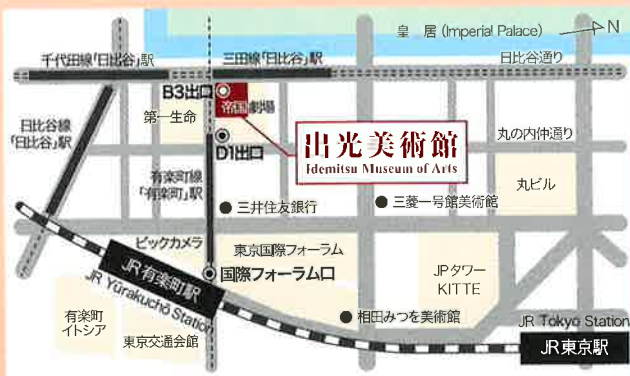 皇 居 (Imperial Palace)
N
千代田線「日比谷」駅
三田線「日比谷」駅
日比谷通り
B3出口
帝国劇場
第一生命
日比谷線
「日比谷」駅
D1出口
出光美術館
Idemitsu Museum of Arts
丸の内仲通り
丸ビル
有楽町線
「有楽町」駅
三井住友銀行
三菱一号館美術館
ビックカメラ
東京国際フォーラム
国際フォーラム口
JR有楽町駅
JR Yūrakuchō Station
JPタワー
KITTE
有楽町
イトシア
東京交通会館
相田みつを美術館
JR Tokyo Station
JR東京駅